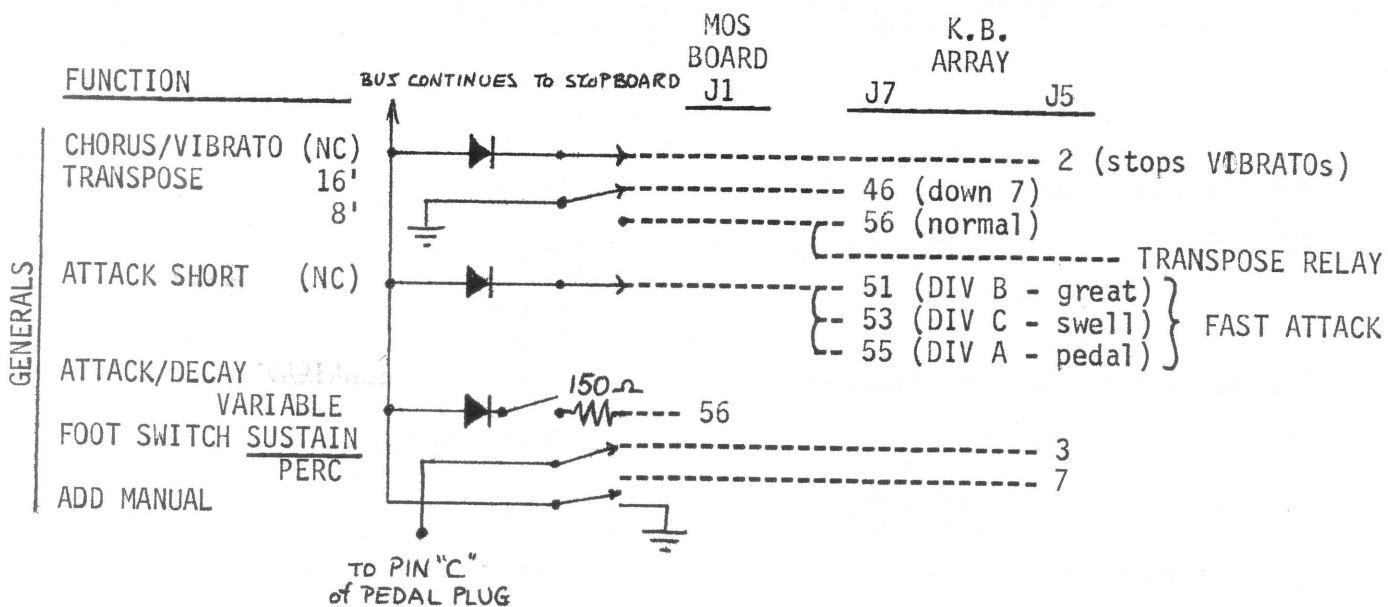 MOS
BOARD
J1
K.B.
ARRAY
J7 J5
FUNCTION
BUS CONTINUES TO STOPBOARD
GENERALS
CHORUS/VIBRATO (NC)
2 (stops VIBRATOs)
TRANSPOSE 16'
46 (down 7)
8'
56 (normal)
TRANSPOSE RELAY
ATTACK SHORT (NC)
51 (DIV B - great)
53 (DIV C - swell)
FAST ATTACK
55 (DIV A - pedal)
ATTACK/DECAY
VARIABLE
150Ω
56
FOOT SWITCH SUSTAIN
3
PERC
7
ADD MANUAL
TO PIN "C"
of PEDAL PLUG